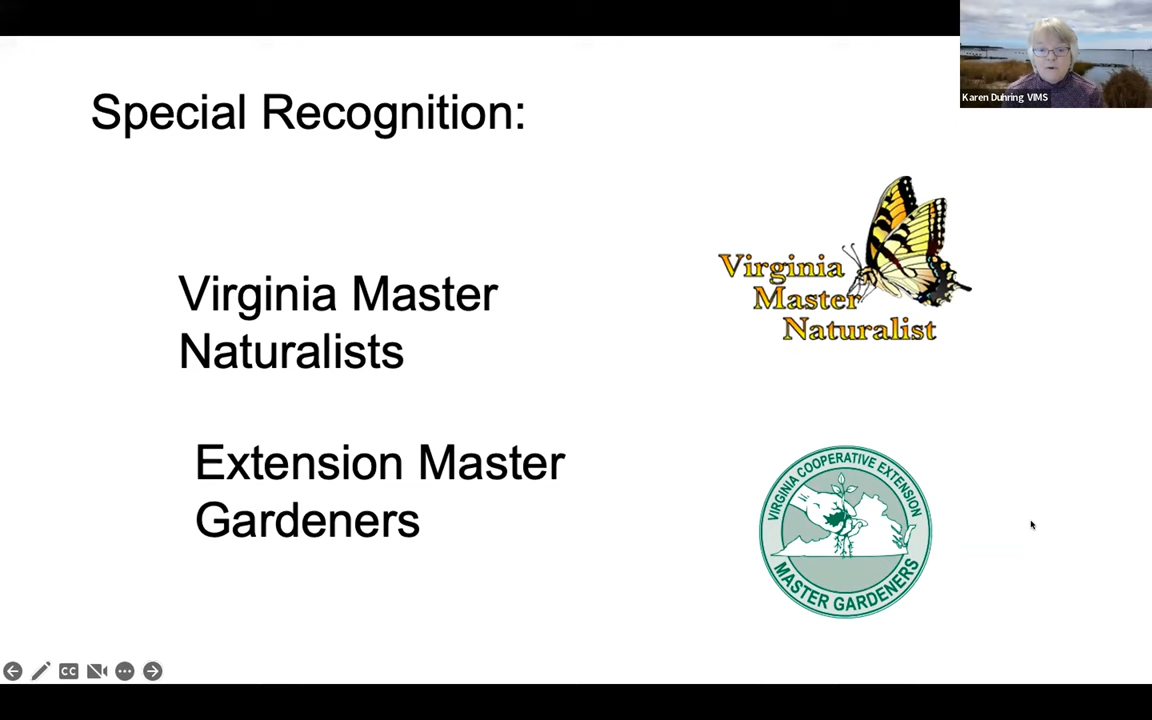 Karen Duhring VIMS
Special Recognition:
Virginia Master
Naturalists
Virginia
Master
Naturalist
Extension Master
Gardeners
VIRGINIA COOPERATIVE EXTENSION
MASTER GARDENERS
CC